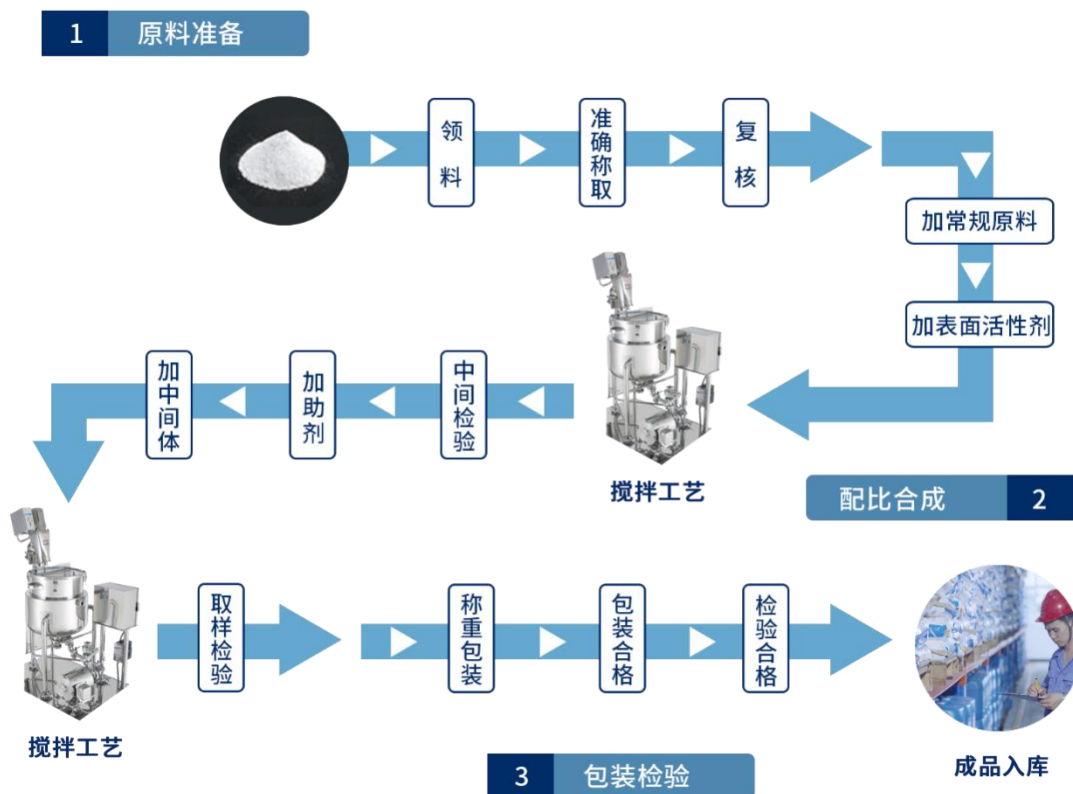 1 原料准备
领料
准确称取
复核
加常规原料
加表面活性剂
搅拌工艺
配比合成 2
中间检验
加助剂
加中间体
搅拌工艺
取样检验
称重包装
包装合格
检验合格
成品入库
3 包装检验